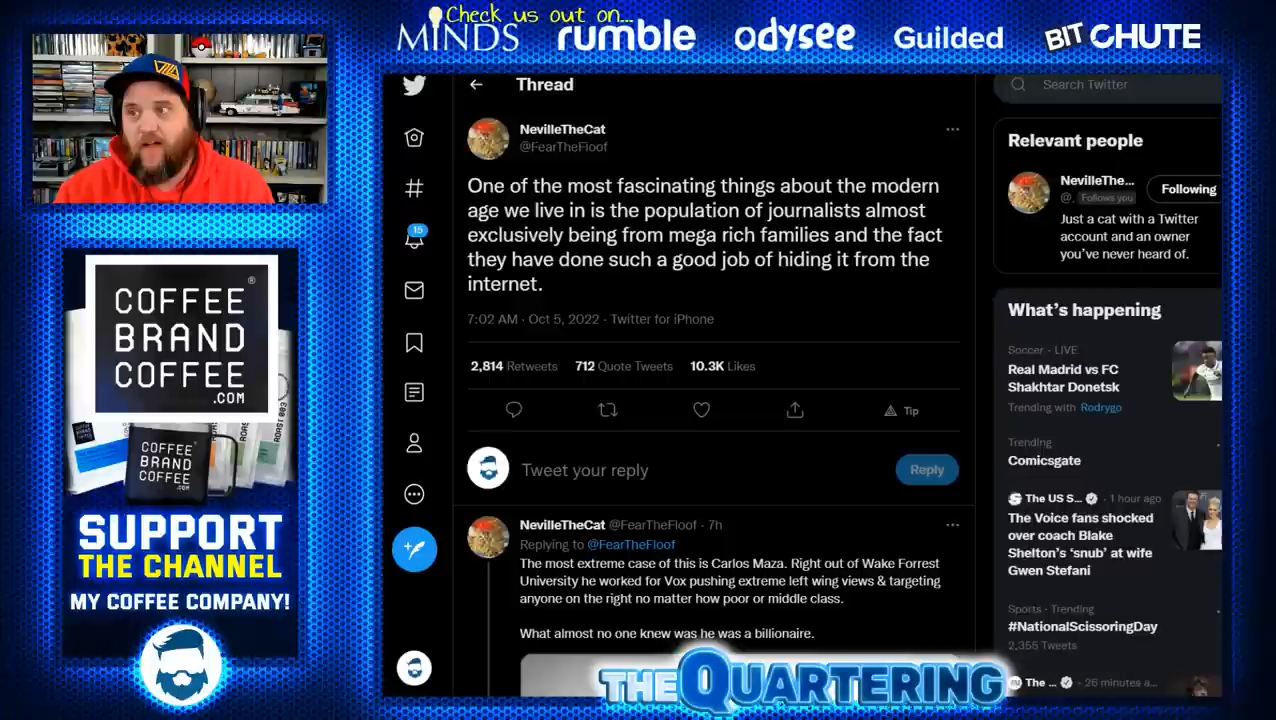 Check us out on...
MINDS rumble odysee Guilded BIT CHUTE
COFFEE
BRAND
COFFEE
.COM
®
ROAST 003
COFFEE
BRAND
COFFEE
.COM
SUPPORT
THE CHANNEL
MY COFFEE COMPANY!
Thread
NevilleTheCat
@FearTheFloof
One of the most fascinating things about the modern
age we live in is the population of journalists almost
exclusively being from mega rich families and the fact
they have done such a good job of hiding it from the
internet.
7:02 AM · Oct 5, 2022 · Twitter for iPhone
2,814 Retweets 712 Quote Tweets 10.3K Likes
Tip
Tweet your reply
Reply
NevilleTheCat @FearTheFloof · 7h
Replying to @FearTheFloof
The most extreme case of this is Carlos Maza. Right out of Wake Forrest
University he worked for Vox pushing extreme left wing views & targeting
anyone on the right no matter how poor or middle class.
What almost no one knew was he was a billionaire.
15
Search Twitter
Relevant people
NevilleThe...
@. Follows you
Following
Just a cat with a Twitter
account and an owner
you've never heard of.
What's happening
Soccer · LIVE
Real Madrid vs FC
Shakhtar Donetsk
Trending with Rodrygo
Trending
Comicsgate
The US S... · 1 hour ago
The Voice fans shocked
over coach Blake
Shelton's 'snub' at wife
Gwen Stefani
Sports · Trending
#NationalScissoringDay
2,355 Tweets
The ... · 26 minutes a...
THE QUARTERING